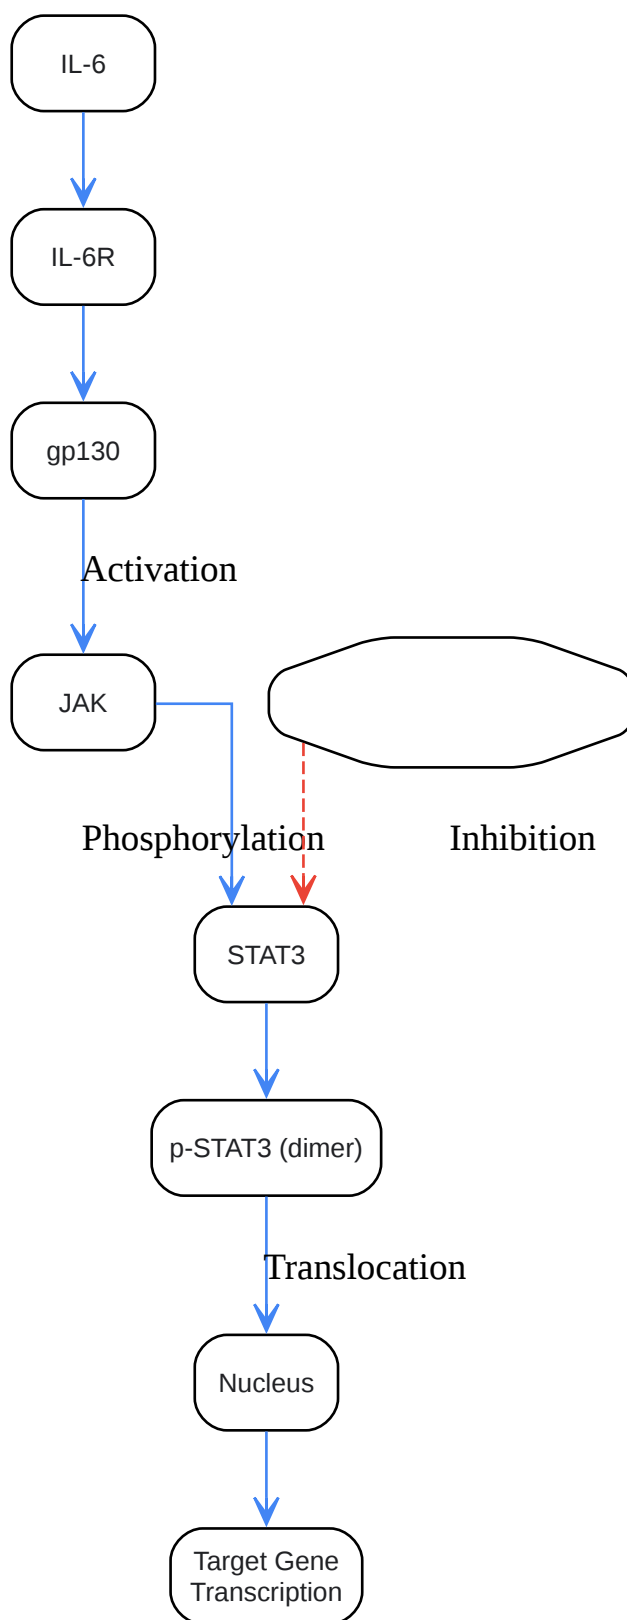 IL-6
IL-6R
gp130
Activation
JAK
Phosphorylation
Inhibition
STAT3
p-STAT3 (dimer)
Translocation
Nucleus
Target Gene
Transcription